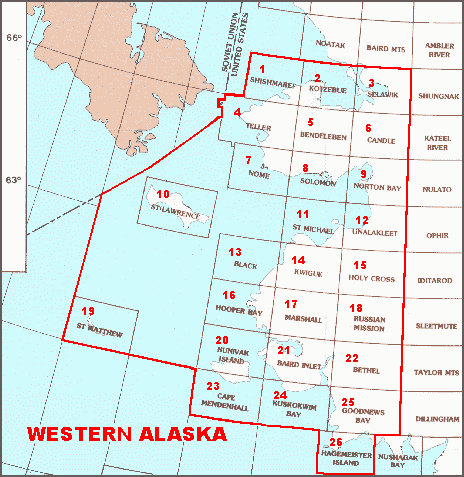 SOVIET UNION
UNITED STATES
66°
63°
NOATAK
BAIRD MTS
AMBLER
RIVER
1
SHISHMAREF
2
KOTZEBUE
3
SELAWIK
SHUNGNAK
4
TELLER
5
BENDELEBEN
6
CANDLE
KATEEL
RIVER
7
NOME
8
SOLOMON
9
NORTON BAY
NULATO
10
ST LAWRENCE
11
ST MICHAEL
12
UNALAKLEET
OPHIR
13
BLACK
14
KWIGUK
15
HOLY CROSS
IDITAROD
16
HOOPER BAY
17
MARSHALL
18
RUSSIAN
MISSION
SLEETMUTE
19
ST MATTHEW
20
NUNIVAK
ISLAND
21
BAIRD INLET
22
BETHEL
TAYLOR MTS
23
CAPE
MENDENHALL
24
KUSKOKWIM
BAY
25
GOODNEWS
BAY
DILLINGHAM
26
HAGEMEISTER
ISLAND
NUSHAGAK
BAY
WESTERN ALASKA